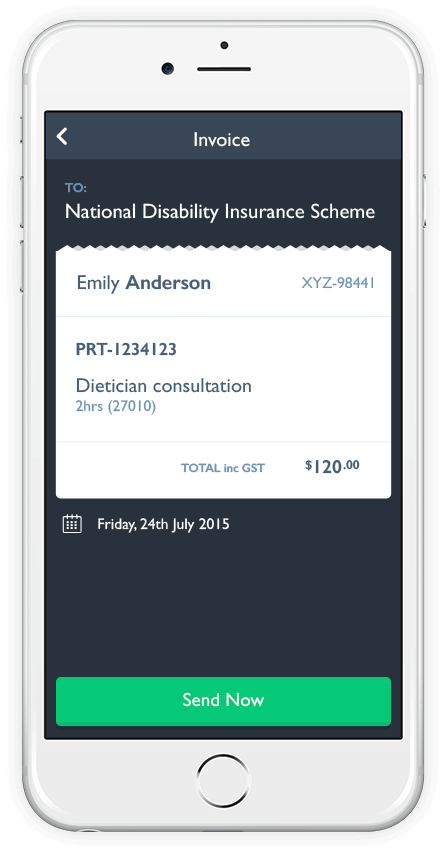 Invoice
TO:
National Disability Insurance Scheme
Emily Anderson XYZ-98441
PRT-1234123
Dietician consultation
2hrs (27010)
TOTAL inc GST $120.00
Friday, 24th July 2015
Send Now